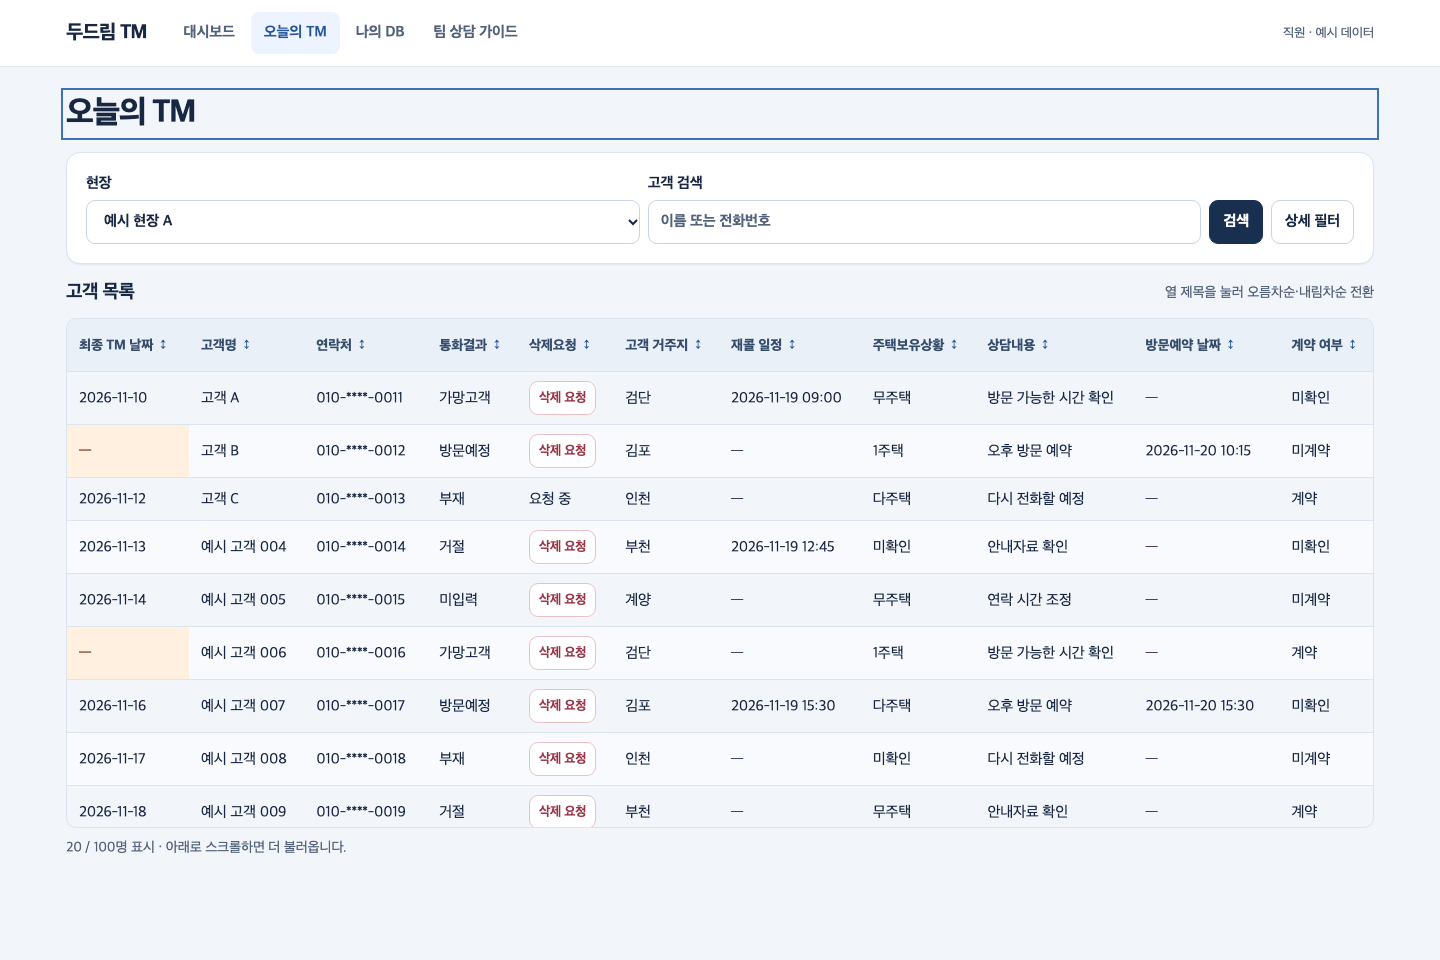 두드림 TM 대시보드 오늘의 TM 나의 DB 팀 상담 가이드 직원 · 예시 데이터
오늘의 TM
현장 고객 검색
예시 현장 A 이름 또는 전화번호 검색 상세 필터
고객 목록 열 제목을 눌러 오름차순·내림차순 전환
최종 TM 날짜 ↕ 고객명 ↕ 연락처 ↕ 통화결과 ↕ 삭제요청 ↕ 고객 거주지 ↕ 재콜 일정 ↕ 주택보유상황 ↕ 상담내용 ↕ 방문예약 날짜 ↕ 계약 여부 ↕
2026-11-10 고객 A 010-****-0011 가망고객 삭제 요청 검단 2026-11-19 09:00 무주택 방문 가능한 시간 확인 — 미확인
— 고객 B 010-****-0012 방문예정 삭제 요청 김포 — 1주택 오후 방문 예약 2026-11-20 10:15 미계약
2026-11-12 고객 C 010-****-0013 부재 요청 중 인천 — 다주택 다시 전화할 예정 — 계약
2026-11-13 예시 고객 004 010-****-0014 거절 삭제 요청 부천 2026-11-19 12:45 미확인 안내자료 확인 — 미확인
2026-11-14 예시 고객 005 010-****-0015 미입력 삭제 요청 계양 — 무주택 연락 시간 조정 — 미계약
— 예시 고객 006 010-****-0016 가망고객 삭제 요청 검단 — 1주택 방문 가능한 시간 확인 — 계약
2026-11-16 예시 고객 007 010-****-0017 방문예정 삭제 요청 김포 2026-11-19 15:30 다주택 오후 방문 예약 2026-11-20 15:30 미확인
2026-11-17 예시 고객 008 010-****-0018 부재 삭제 요청 인천 — 미확인 다시 전화할 예정 — 미계약
2026-11-18 예시 고객 009 010-****-0019 거절 삭제 요청 부천 — 무주택 안내자료 확인 — 계약
20 / 100명 표시 · 아래로 스크롤하면 더 불러옵니다.